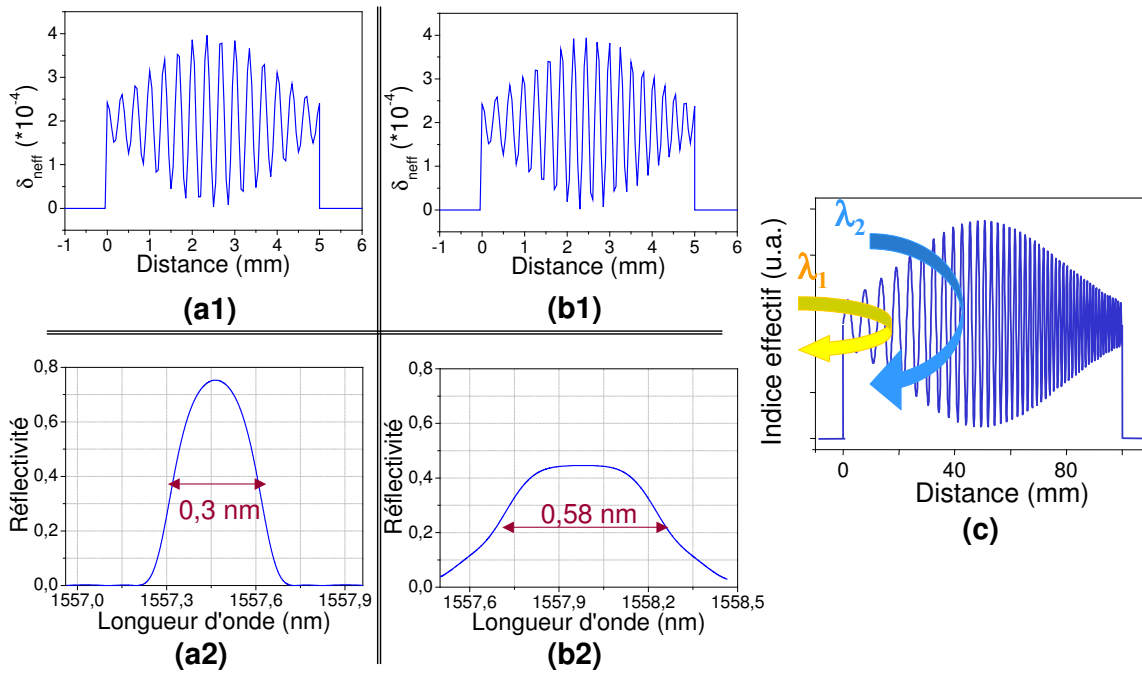 δneff (*10-4)
4
3
2
1
0
-1 0 1 2 3 4 5 6
Distance (mm)
(a1)
δneff (*10-4)
4
3
2
1
0
-1 0 1 2 3 4 5 6
Distance (mm)
(b1)
Réflectivité
0,8
0,6
0,4
0,2
0,0
0,3 nm
1557,0 1557,3 1557,6 1557,9
Longueur d'onde (nm)
(a2)
Réflectivité
0,8
0,6
0,4
0,2
0,0
0,58 nm
1557,6 1557,9 1558,2 1558,5
Longueur d'onde (nm)
(b2)
Indice effectif (u.a.)
λ2
λ1
0 40 80
Distance (mm)
(c)